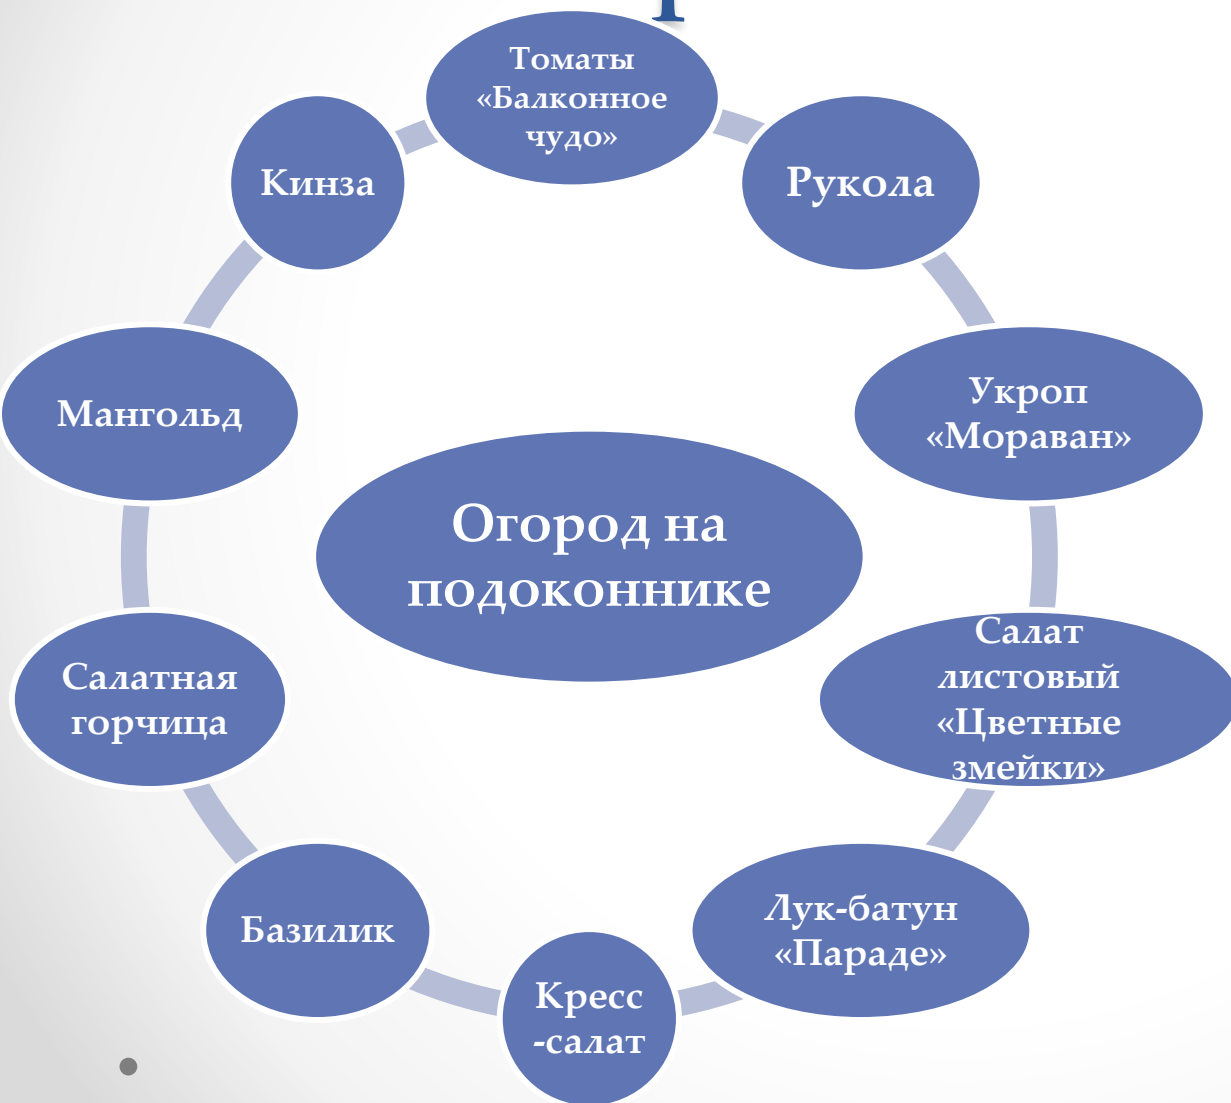 Томаты
«Балконное
чудо»
Рукола
Укроп
«Мораван»
Салат
листовый
«Цветные
змейки»
Лук-батун
«Параде»
Кресс
-салат
Базилик
Салатная
горчица
Мангольд
Кинза
Огород на
подоконнике